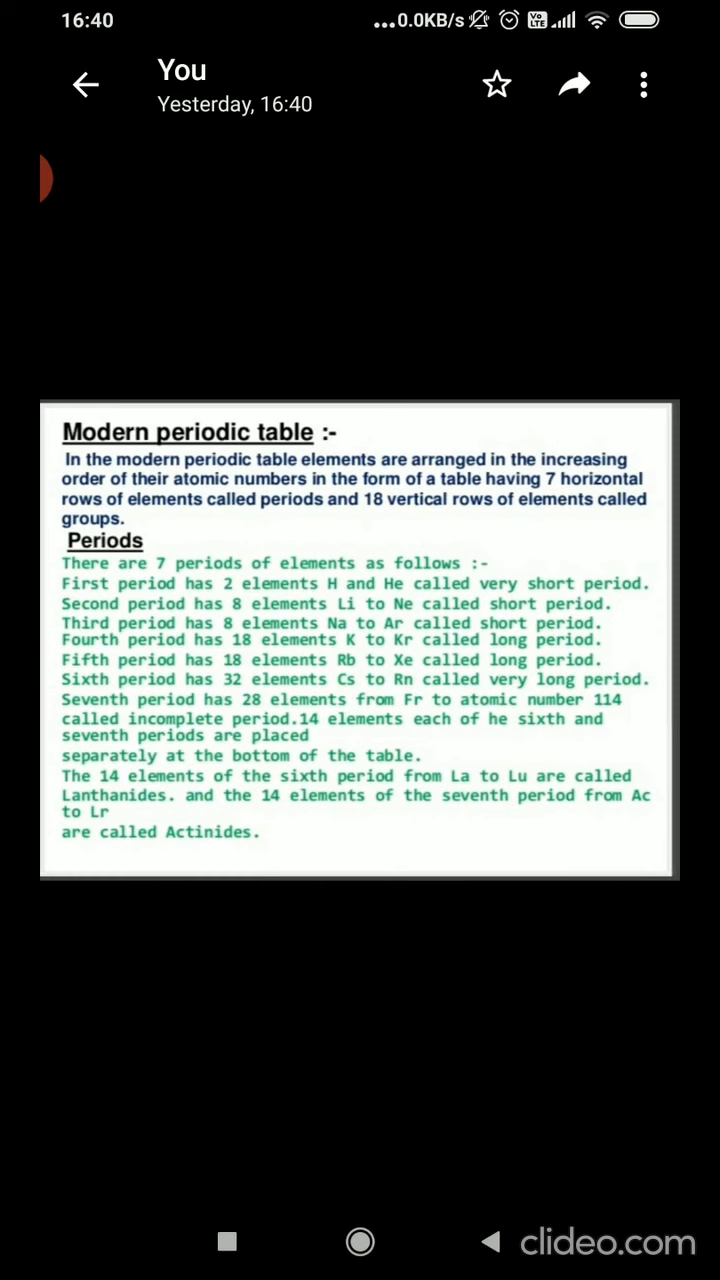 16:40
...0.0KB/s
Vo LTE
You
Yesterday, 16:40
Modern periodic table :-
In the modern periodic table elements are arranged in the increasing
order of their atomic numbers in the form of a table having 7 horizontal
rows of elements called periods and 18 vertical rows of elements called
groups.
Periods
There are 7 periods of elements as follows :-
First period has 2 elements H and He called very short period.
Second period has 8 elements Li to Ne called short period.
Third period has 8 elements Na to Ar called short period.
Fourth period has 18 elements K to Kr called long period.
Fifth period has 18 elements Rb to Xe called long period.
Sixth period has 32 elements Cs to Rn called very long period.
Seventh period has 28 elements from Fr to atomic number 114
called incomplete period.14 elements each of he sixth and
seventh periods are placed
separately at the bottom of the table.
The 14 elements of the sixth period from La to Lu are called
Lanthanides. and the 14 elements of the seventh period from Ac
to Lr
are called Actinides.
clideo.com